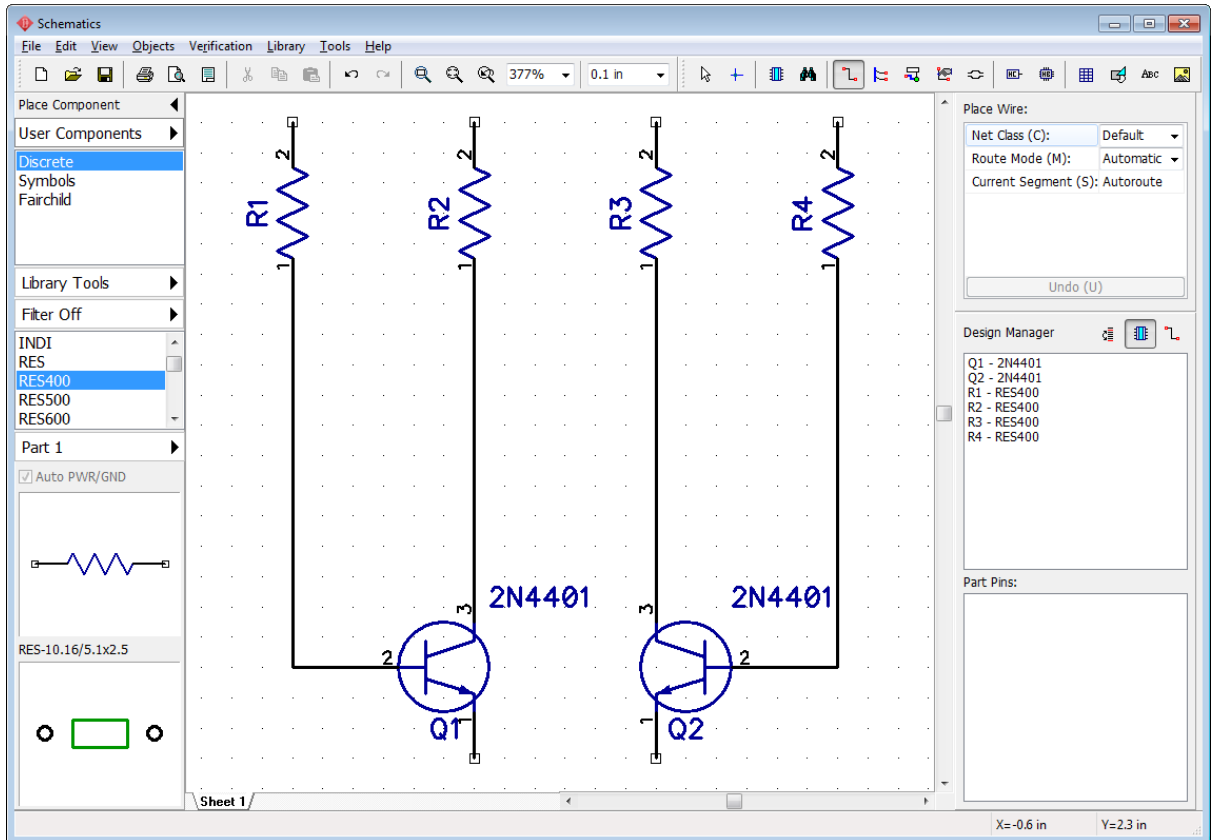 Schematics
File Edit View Objects Verification Library Tools Help
377% 0.1 in ABC
Place Component
User Components
Discrete
Symbols
Fairchild
Library Tools
Filter Off
INDI
RES
RES400
RES500
RES600
Part 1
Auto PWR/GND
RES-10.16/5.1x2.5
2 2 2 2
R1 R2 R3 R4
1 1 1 1
2N4401 2N4401
3 3
2 2
Q1 1 1 Q2
Sheet 1
Place Wire:
Net Class (C): Default
Route Mode (M): Automatic
Current Segment (S): Autoroute
Undo (U)
Design Manager
Q1 - 2N4401
Q2 - 2N4401
R1 - RES400
R2 - RES400
R3 - RES400
R4 - RES400
Part Pins:
X=-0.6 in Y=2.3 in